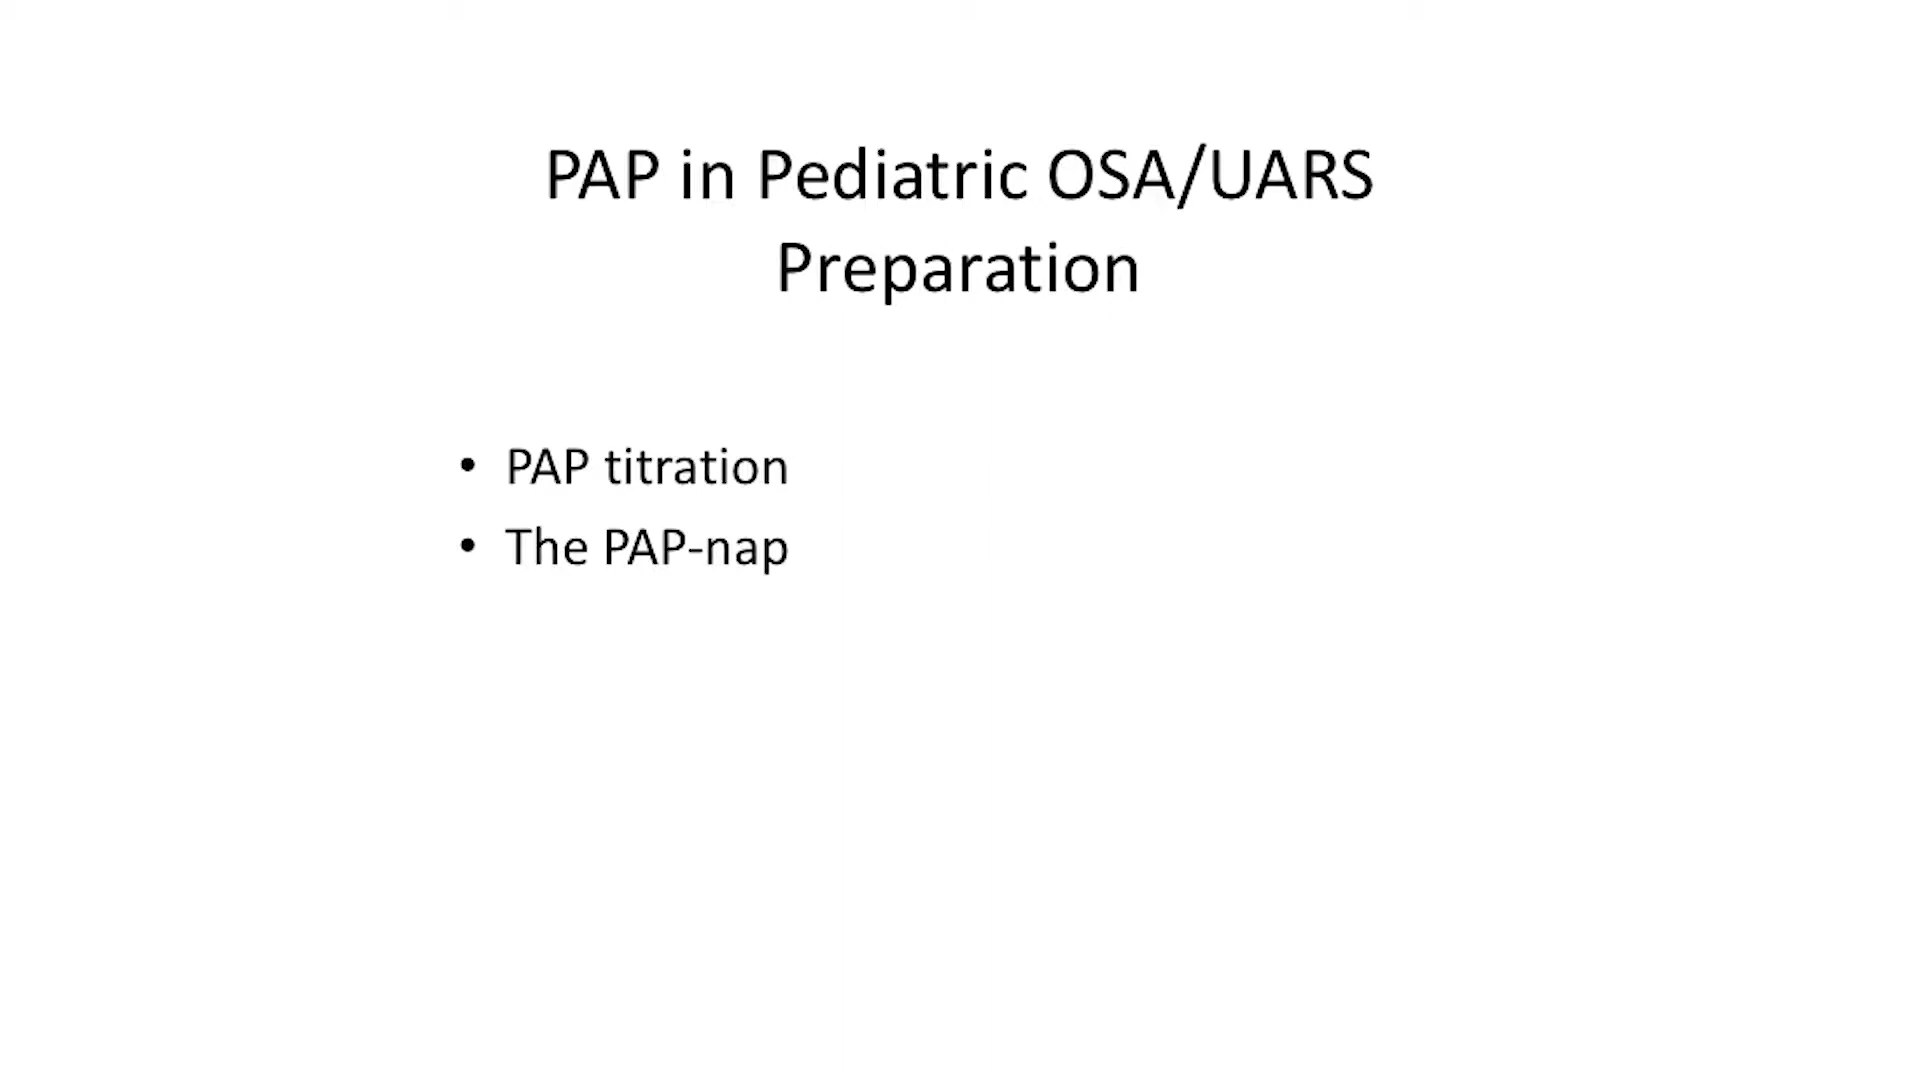 PAP in Pediatric OSA/UARS
Preparation
• PAP titration
• The PAP-nap